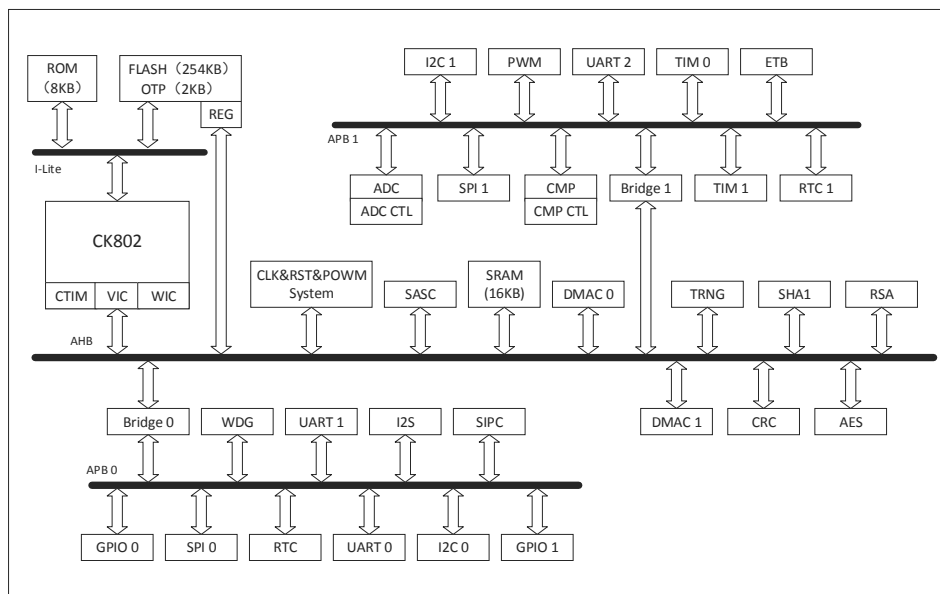 ROM
（8KB）
FLASH（254KB）
OTP（2KB）
REG
I-Lite
CK802
CTIM
VIC
WIC
AHB
I2C 1
PWM
UART 2
TIM 0
ETB
APB 1
ADC
ADC CTL
SPI 1
CMP
CMP CTL
Bridge 1
TIM 1
RTC 1
CLK&RST&POWM
System
SASC
SRAM
(16KB)
DMAC 0
TRNG
SHA1
RSA
Bridge 0
WDG
UART 1
I2S
SIPC
DMAC 1
CRC
AES
APB 0
GPIO 0
SPI 0
RTC
UART 0
I2C 0
GPIO 1